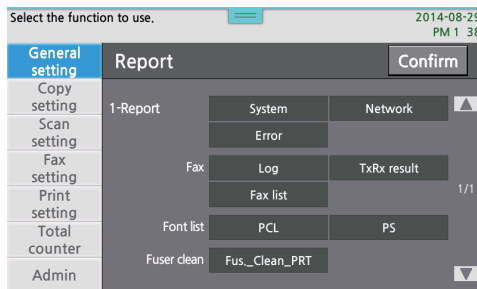 Select the function to use.
2014-08-29
PM 1 38
General
setting
Copy
setting
Scan
setting
Fax
setting
Print
setting
Total
counter
Admin
Report
Confirm
1-Report
System
Network
Error
Fax
Log
TxRx result
Fax list
1/1
Font list
PCL
PS
Fuser clean
Fus._Clean_PRT